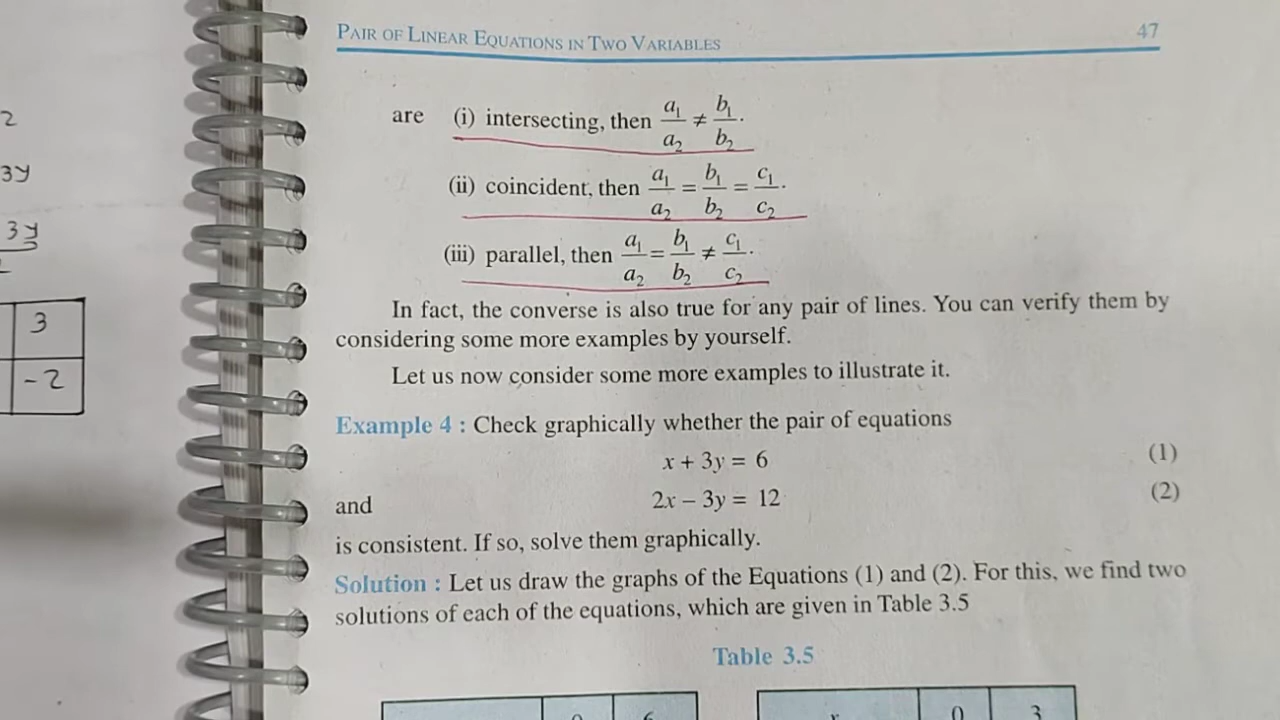 PAIR OF LINEAR EQUATIONS IN TWO VARIABLES 47
2
3y
3y
3
-2
are (i) intersecting, then a₁/a₂ ≠ b₁/b₂.
(ii) coincident, then a₁/a₂ = b₁/b₂ = c₁/c₂.
(iii) parallel, then a₁/a₂ = b₁/b₂ ≠ c₁/c₂.
In fact, the converse is also true for any pair of lines. You can verify them by
considering some more examples by yourself.
Let us now consider some more examples to illustrate it.
Example 4 : Check graphically whether the pair of equations
x + 3y = 6 (1)
and 2x – 3y = 12 (2)
is consistent. If so, solve them graphically.
Solution : Let us draw the graphs of the Equations (1) and (2). For this, we find two
solutions of each of the equations, which are given in Table 3.5
Table 3.5
0 6 x 0 3